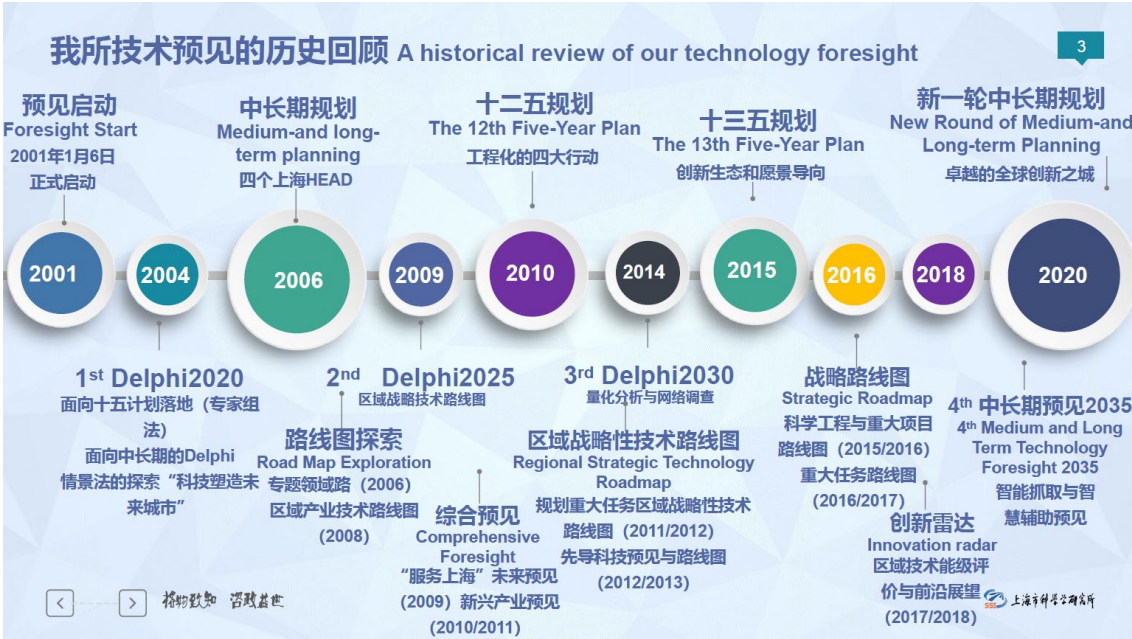 我所技术预见的历史回顾 A historical review of our technology foresight
3
预见启动
Foresight Start
2001年1月6日
正式启动
中长期规划
Medium-and long-
term planning
四个上海HEAD
十二五规划
The 12th Five-Year Plan
工程化的四大行动
十三五规划
The 13th Five-Year Plan
创新生态和愿景导向
新一轮中长期规划
New Round of Medium-and
Long-term Planning
卓越的全球创新之城
2001
2004
2006
2009
2010
2014
2015
2016
2018
2020
1st Delphi2020
面向十五计划落地（专家组
法）
面向中长期的Delphi
情景法的探索“科技塑造未
来城市”
2nd Delphi2025
区域战略技术路线图
路线图探索
Road Map Exploration
专题领域路（2006）
区域产业技术路线图
（2008）
综合预见
Comprehensive
Foresight
“服务上海”未来预见
（2009）新兴产业预见
（2010/2011）
3rd Delphi2030
量化分析与网络调查
区域战略性技术路线图
Regional Strategic Technology
Roadmap
规划重大任务区域战略性技术
路线图（2011/2012）
先导科技预见与路线图
（2012/2013）
战略路线图
Strategic Roadmap
科学工程与重大项目
路线图（2015/2016）
重大任务路线图
（2016/2017）
创新雷达
Innovation radar
区域技术能级评
价与前沿展望
（2017/2018）
4th 中长期预见2035
4th Medium and Long
Term Technology
Foresight 2035
智能抓取与智
慧辅助预见
格物致知 咨政益世
SISS 上海市科学学研究所